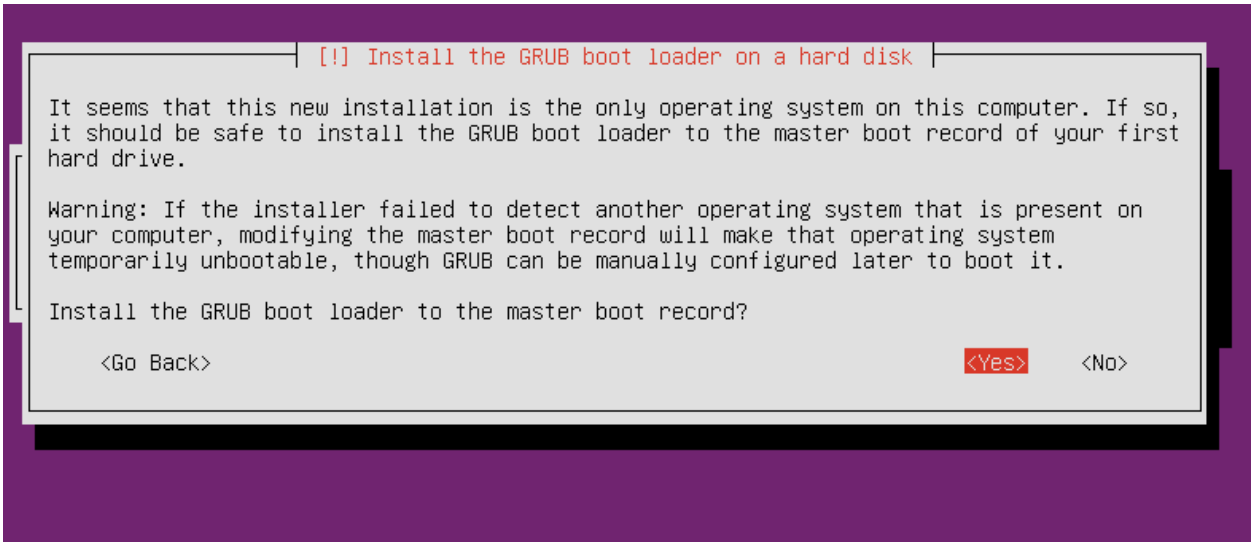 [!] Install the GRUB boot loader on a hard disk
It seems that this new installation is the only operating system on this computer. If so,
it should be safe to install the GRUB boot loader to the master boot record of your first
hard drive.
Warning: If the installer failed to detect another operating system that is present on
your computer, modifying the master boot record will make that operating system
temporarily unbootable, though GRUB can be manually configured later to boot it.
Install the GRUB boot loader to the master boot record?
<Go Back> <Yes> <No>